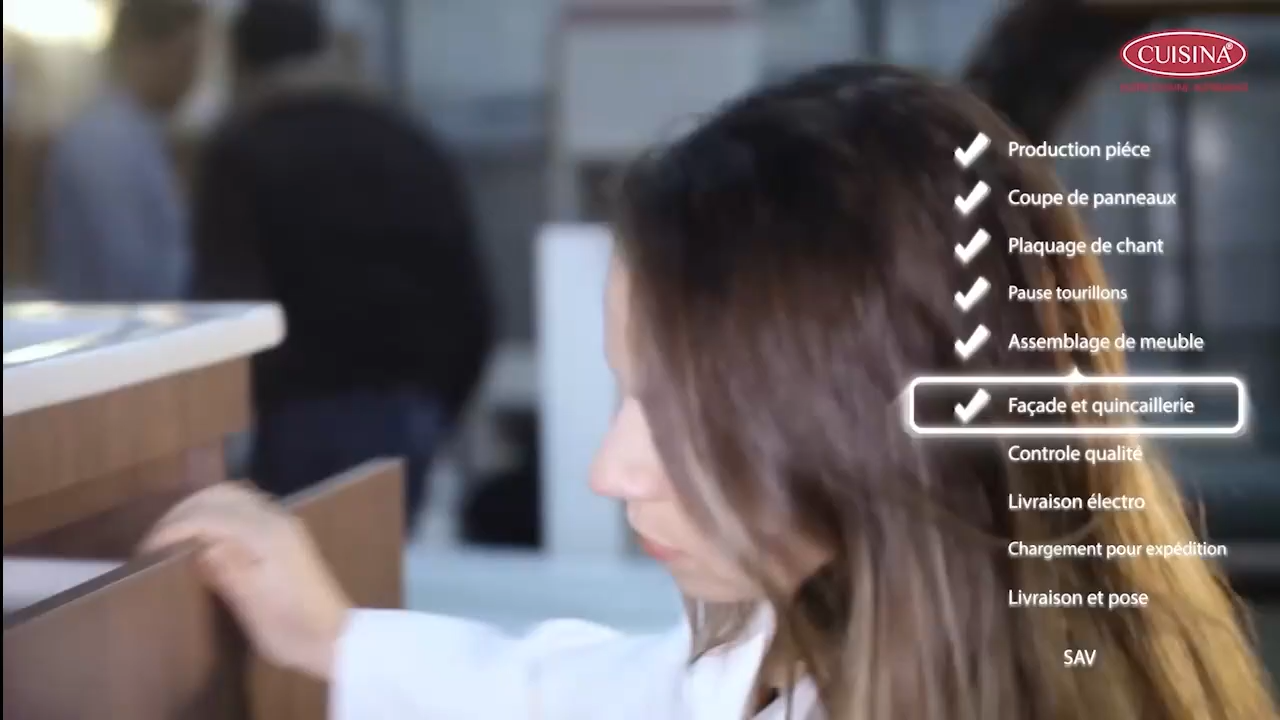 CUISINA®
Production piéce
Coupe de panneaux
Plaquage de chant
Pause tourillons
Assemblage de meuble
Façade et quincaillerie
Controle qualité
Livraison électro
Chargement pour expédition
Livraison et pose
SAV